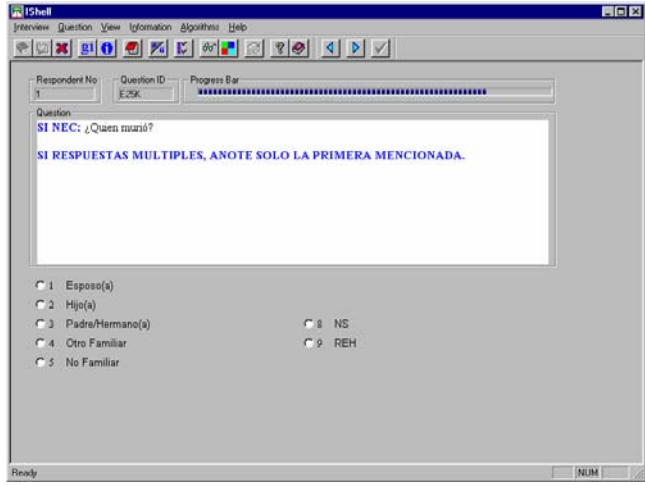 IShell
Interview Question View Information Algorithms Help
Respondent No Question ID Progress Bar
1 E25K
Question
SI NEC: ¿Quien murió?
SI RESPUESTAS MULTIPLES, ANOTE SOLO LA PRIMERA MENCIONADA.
1 Esposo(a)
2 Hijo(a)
3 Padre/Hermano(a) 8 NS
4 Otro Familiar 9 REH
5 No Familiar
Ready NUM